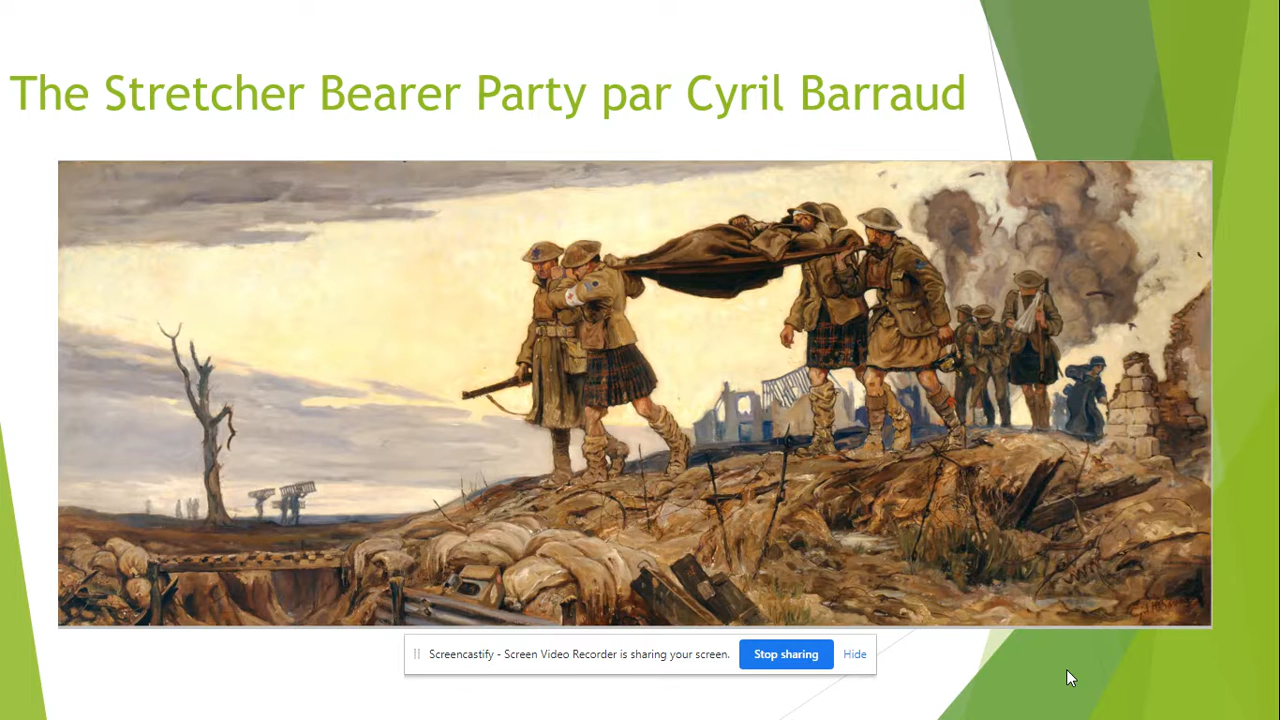 The Stretcher Bearer Party par Cyril Barraud
Screencastify - Screen Video Recorder is sharing your screen. Stop sharing Hide